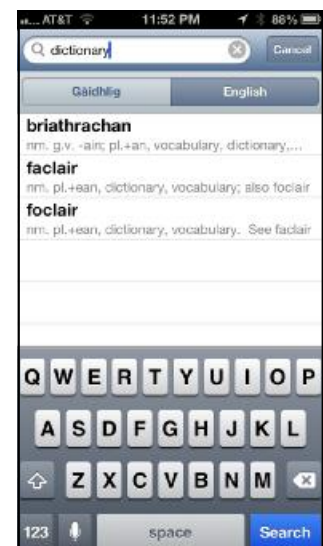 AT&T 11:52 PM 88%
dictionary Cancel
Gàidhlig English
briathrachan
nm. g.v. -ain; pl.+an, vocabulary, dictionary,...
faclair
nm. pl.+ean, dictionary, vocabulary; also foclair
foclair
nm. pl.+ean, dictionary, vocabulary. See faclair
Q W E R T Y U I O P
A S D F G H J K L
Z X C V B N M
123 space Search